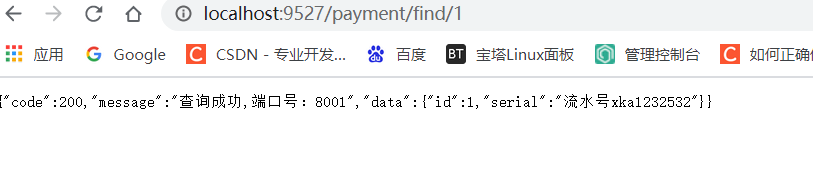 localhost:9527/payment/find/1
应用 Google CSDN - 专业开发... 百度 BT 宝塔Linux面板 管理控制台 如何正确
{"code":200,"message":"查询成功,端口号：8001","data":{"id":1,"serial":"流水号xka1232532"}}